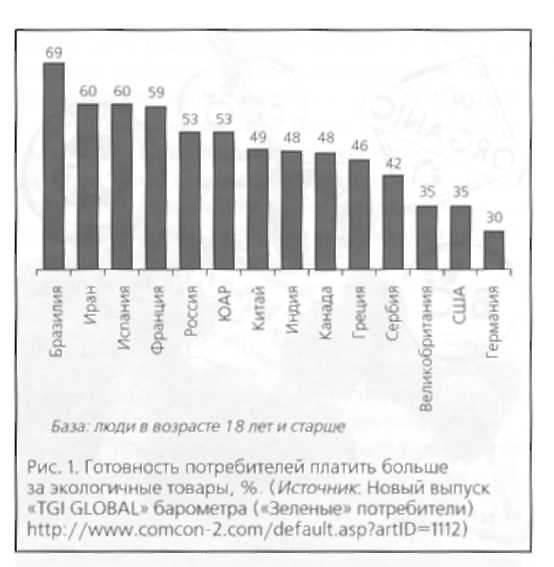 69
60
60
59
53
53
49
48
48
46
42
35
35
30
Бразилия
Иран
Испания
Франция
Россия
ЮАР
Китай
Индия
Канада
Греция
Сербия
Великобритания
США
Германия
База: люди в возрасте 18 лет и старше
Рис. 1. Готовность потребителей платить больше
за экологичные товары, %. (Источник: Новый выпуск
«TGI GLOBAL» барометра («Зеленые» потребители)
http://www.comcon-2.com/default.asp?artID=1112)
ORGANIC